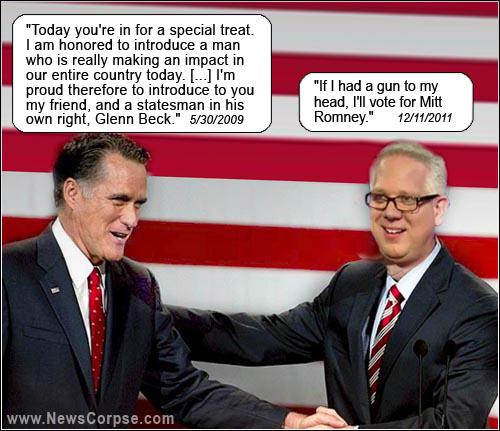 "Today you're in for a special treat.
I am honored to introduce a man
who is really making an impact in
our entire country today. [...] I'm
proud therefore to introduce to you
my friend, and a statesman in his
own right, Glenn Beck." 5/30/2009
"If I had a gun to my
head, I'll vote for Mitt
Romney." 12/11/2011
www.NewsCorpse.com